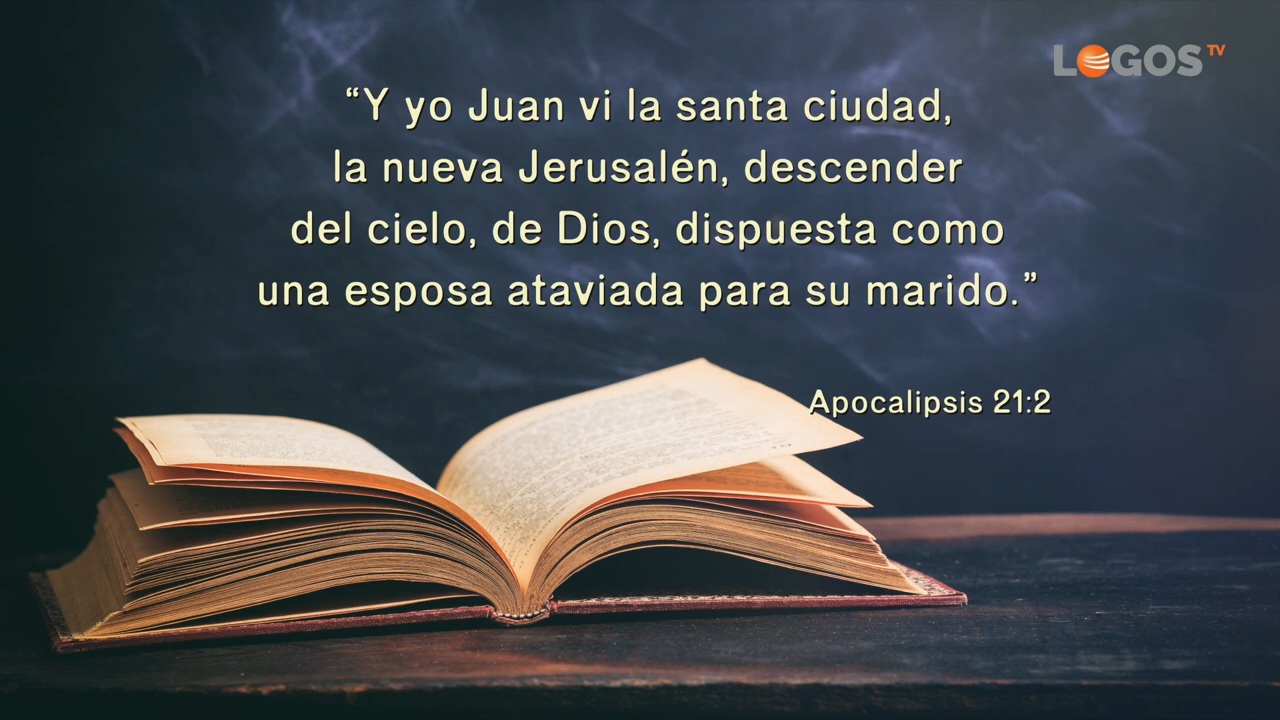 LOGOS TV
“Y yo Juan vi la santa ciudad,
la nueva Jerusalén, descender
del cielo, de Dios, dispuesta como
una esposa ataviada para su marido.”
Apocalipsis 21:2